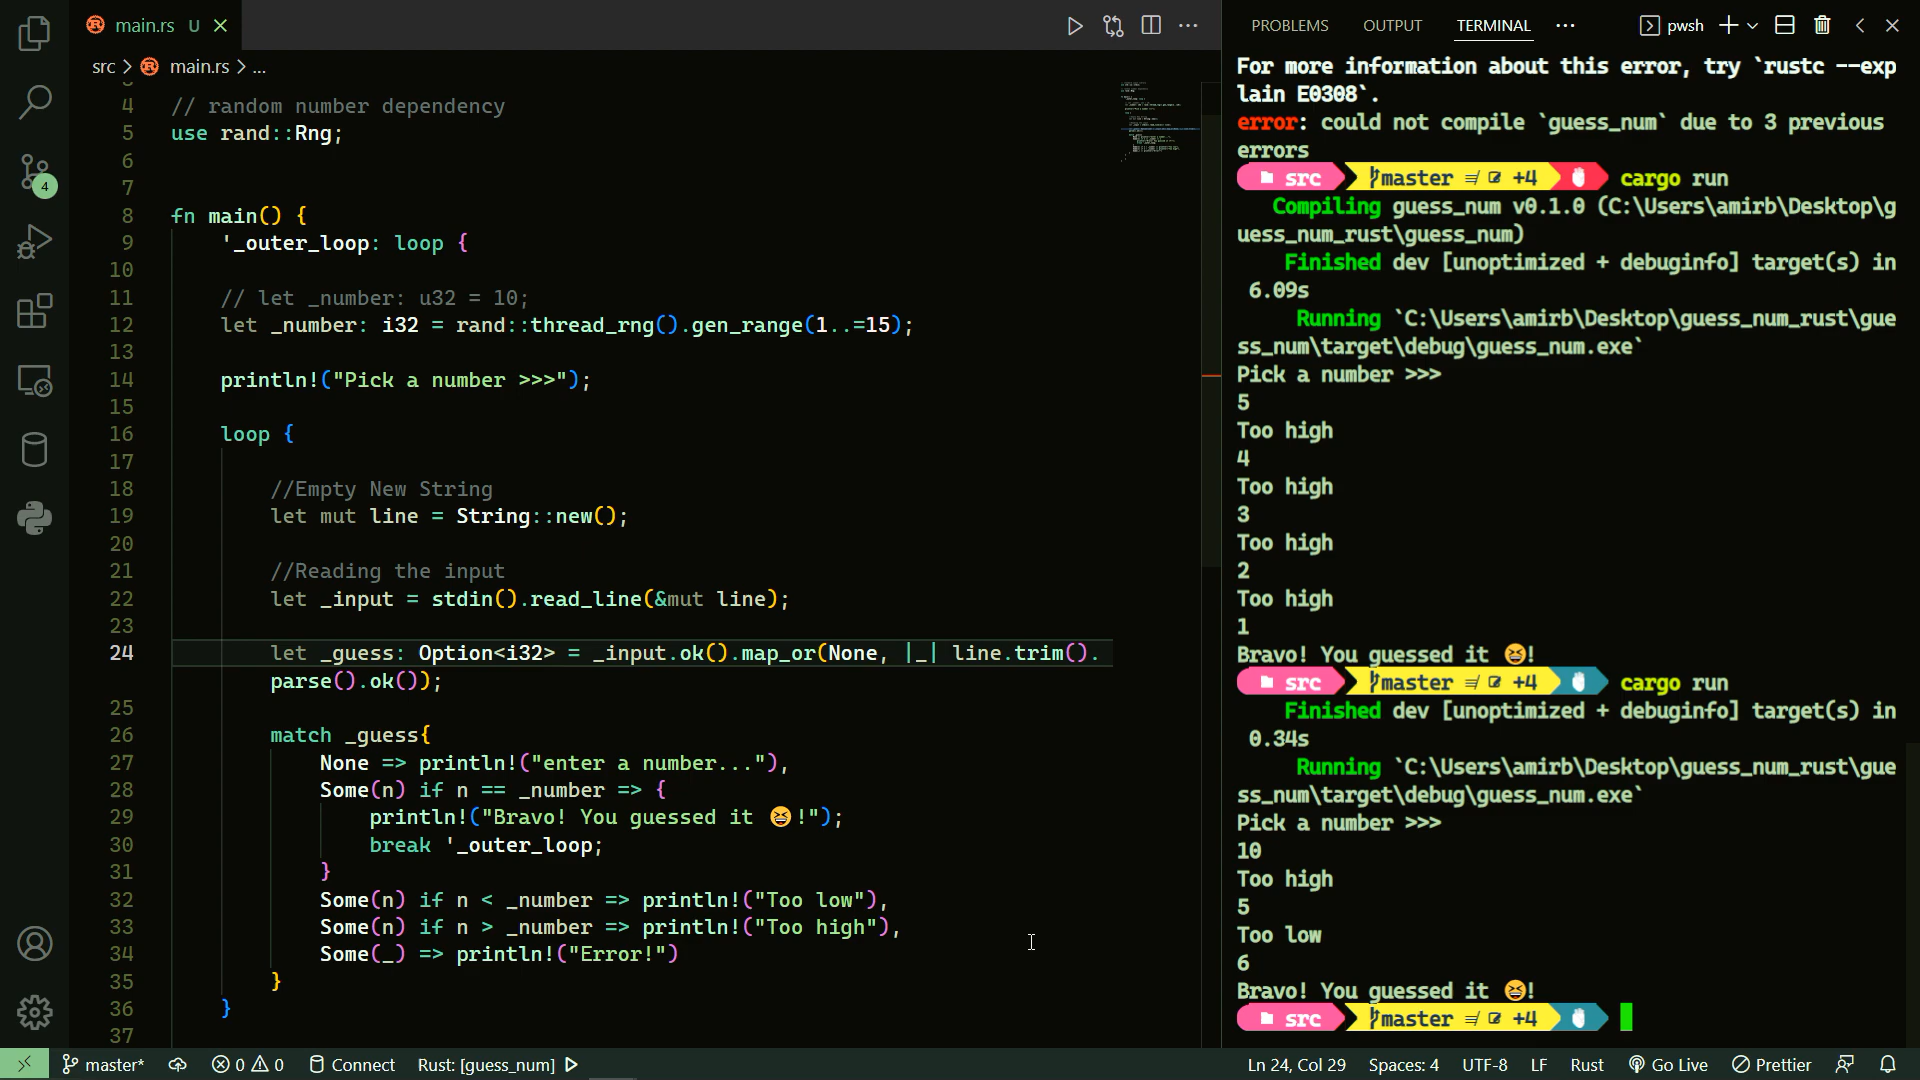 main.rs U
PROBLEMS OUTPUT TERMINAL pwsh
src > main.rs > ...
4 // random number dependency
5 use rand::Rng;
6
7
8 fn main() {
9 '_outer_loop: loop {
10
11 // let _number: u32 = 10;
12 let _number: i32 = rand::thread_rng().gen_range(1..=15);
13
14 println!("Pick a number >>>");
15
16 loop {
17
18 //Empty New String
19 let mut line = String::new();
20
21 //Reading the input
22 let _input = stdin().read_line(&mut line);
23
24 let _guess: Option<i32> = _input.ok().map_or(None, |_| line.trim().
parse().ok());
25
26 match _guess{
27 None => println!("enter a number..."),
28 Some(n) if n == _number => {
29 println!("Bravo! You guessed it 😆!");
30 break '_outer_loop;
31 }
32 Some(n) if n < _number => println!("Too low"),
33 Some(n) if n > _number => println!("Too high"),
34 Some(_) => println!("Error!")
35 }
36 }
37
For more information about this error, try `rustc --exp
lain E0308`.
error: could not compile `guess_num` due to 3 previous
errors
src master +4 cargo run
Compiling guess_num v0.1.0 (C:\Users\amirb\Desktop\g
uess_num_rust\guess_num)
Finished dev [unoptimized + debuginfo] target(s) in
6.09s
Running `C:\Users\amirb\Desktop\guess_num_rust\gue
ss_num\target\debug\guess_num.exe`
Pick a number >>>
5
Too high
4
Too high
3
Too high
2
Too high
1
Bravo! You guessed it 😆!
src master +4 cargo run
Finished dev [unoptimized + debuginfo] target(s) in
0.34s
Running `C:\Users\amirb\Desktop\guess_num_rust\gue
ss_num\target\debug\guess_num.exe`
Pick a number >>>
10
Too high
5
Too low
6
Bravo! You guessed it 😆!
src master +4
4
master* 0 0 Connect Rust: [guess_num] Ln 24, Col 29 Spaces: 4 UTF-8 LF Rust Go Live Prettier